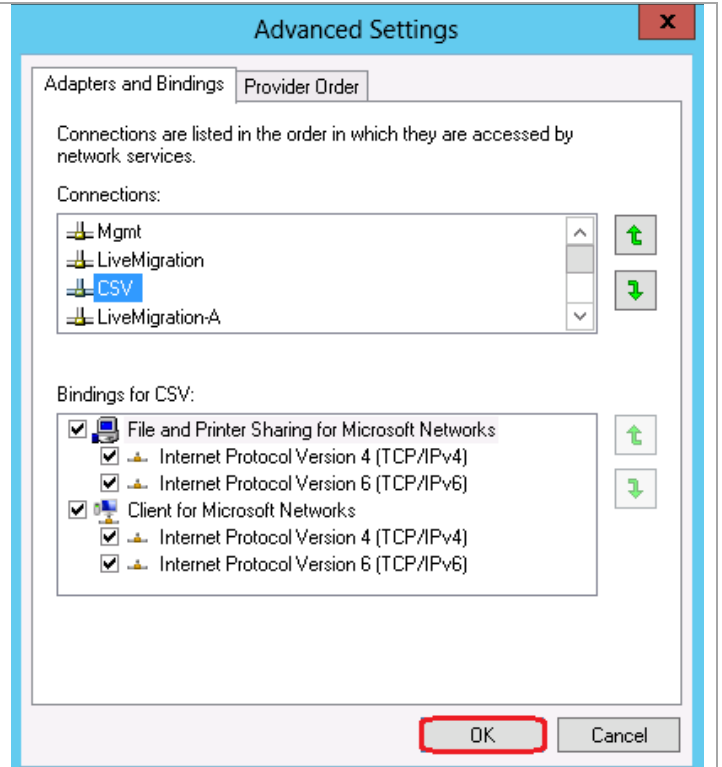 Advanced Settings
x
Adapters and Bindings
Provider Order
Connections are listed in the order in which they are accessed by
network services.
Connections:
Mgmt
LiveMigration
CSV
LiveMigration-A
Bindings for CSV:
File and Printer Sharing for Microsoft Networks
Internet Protocol Version 4 (TCP/IPv4)
Internet Protocol Version 6 (TCP/IPv6)
Client for Microsoft Networks
Internet Protocol Version 4 (TCP/IPv4)
Internet Protocol Version 6 (TCP/IPv6)
OK
Cancel